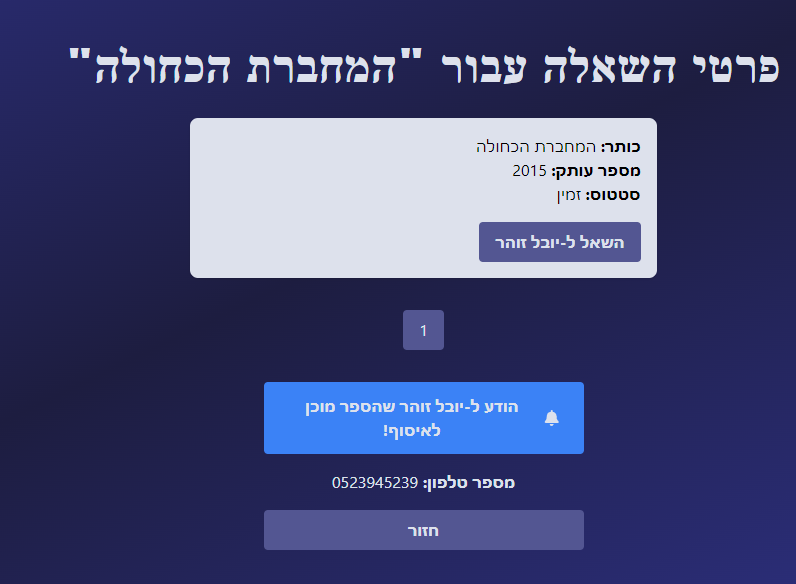 פרטי השאלה עבור "המחברת הכחולה"
כותר: המחברת הכחולה
מספר עותק: 2015
סטטוס: זמין
השאל ל-יובל זוהר
1
הודע ל-יובל זוהר שהספר מוכן
לאיסוף!
מספר טלפון: 0523945239
חזור